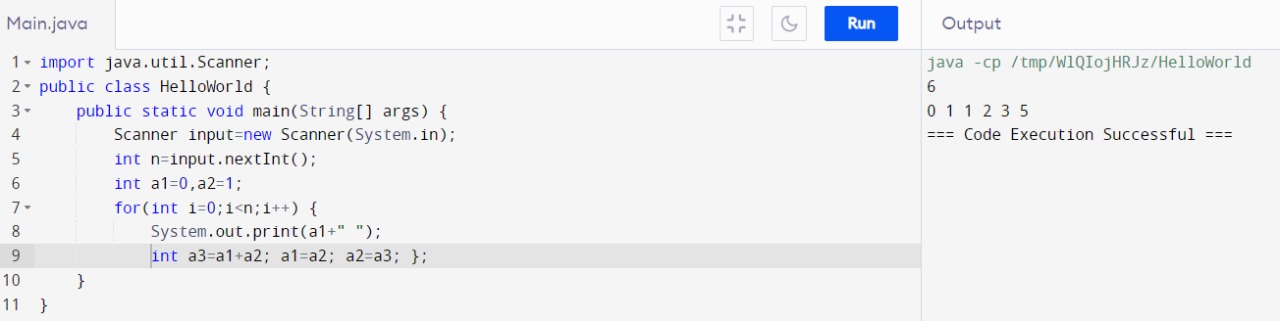 Main.java
Run
Output
1 import java.util.Scanner;
2 public class HelloWorld {
3 public static void main(String[] args) {
4 Scanner input=new Scanner(System.in);
5 int n=input.nextInt();
6 int a1=0,a2=1;
7 for(int i=0;i<n;i++) {
8 System.out.print(a1+" ");
9 int a3=a1+a2; a1=a2; a2=a3; };
10 }
11 }
java -cp /tmp/WlQIojHRJz/HelloWorld
6
0 1 1 2 3 5
=== Code Execution Successful ===